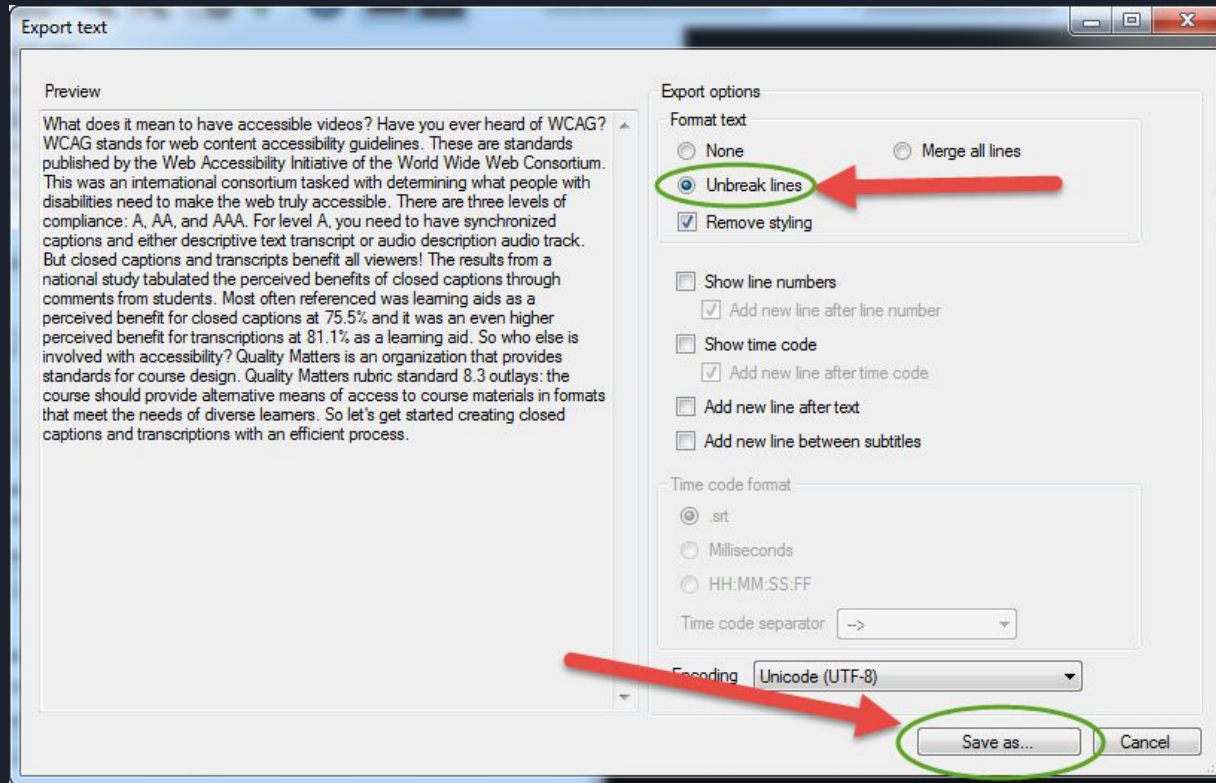 Export text
Preview
What does it mean to have accessible videos? Have you ever heard of WCAG?
WCAG stands for web content accessibility guidelines. These are standards
published by the Web Accessibility Initiative of the World Wide Web Consortium.
This was an international consortium tasked with determining what people with
disabilities need to make the web truly accessible. There are three levels of
compliance: A, AA, and AAA. For level A, you need to have synchronized
captions and either descriptive text transcript or audio description audio track.
But closed captions and transcripts benefit all viewers! The results from a
national study tabulated the perceived benefits of closed captions through
comments from students. Most often referenced was learning aids as a
perceived benefit for closed captions at 75.5% and it was an even higher
perceived benefit for transcriptions at 81.1% as a learning aid. So who else is
involved with accessibility? Quality Matters is an organization that provides
standards for course design. Quality Matters rubric standard 8.3 outlays: the
course should provide alternative means of access to course materials in formats
that meet the needs of diverse learners. So let's get started creating closed
captions and transcriptions with an efficient process.
Export options
Format text
None
Merge all lines
Unbreak lines
Remove styling
Show line numbers
Add new line after line number
Show time code
Add new line after time code
Add new line after text
Add new line between subtitles
Time code format
.srt
Milliseconds
HH:MM:SS:FF
Time code separator
-->
Encoding
Unicode (UTF-8)
Save as...
Cancel